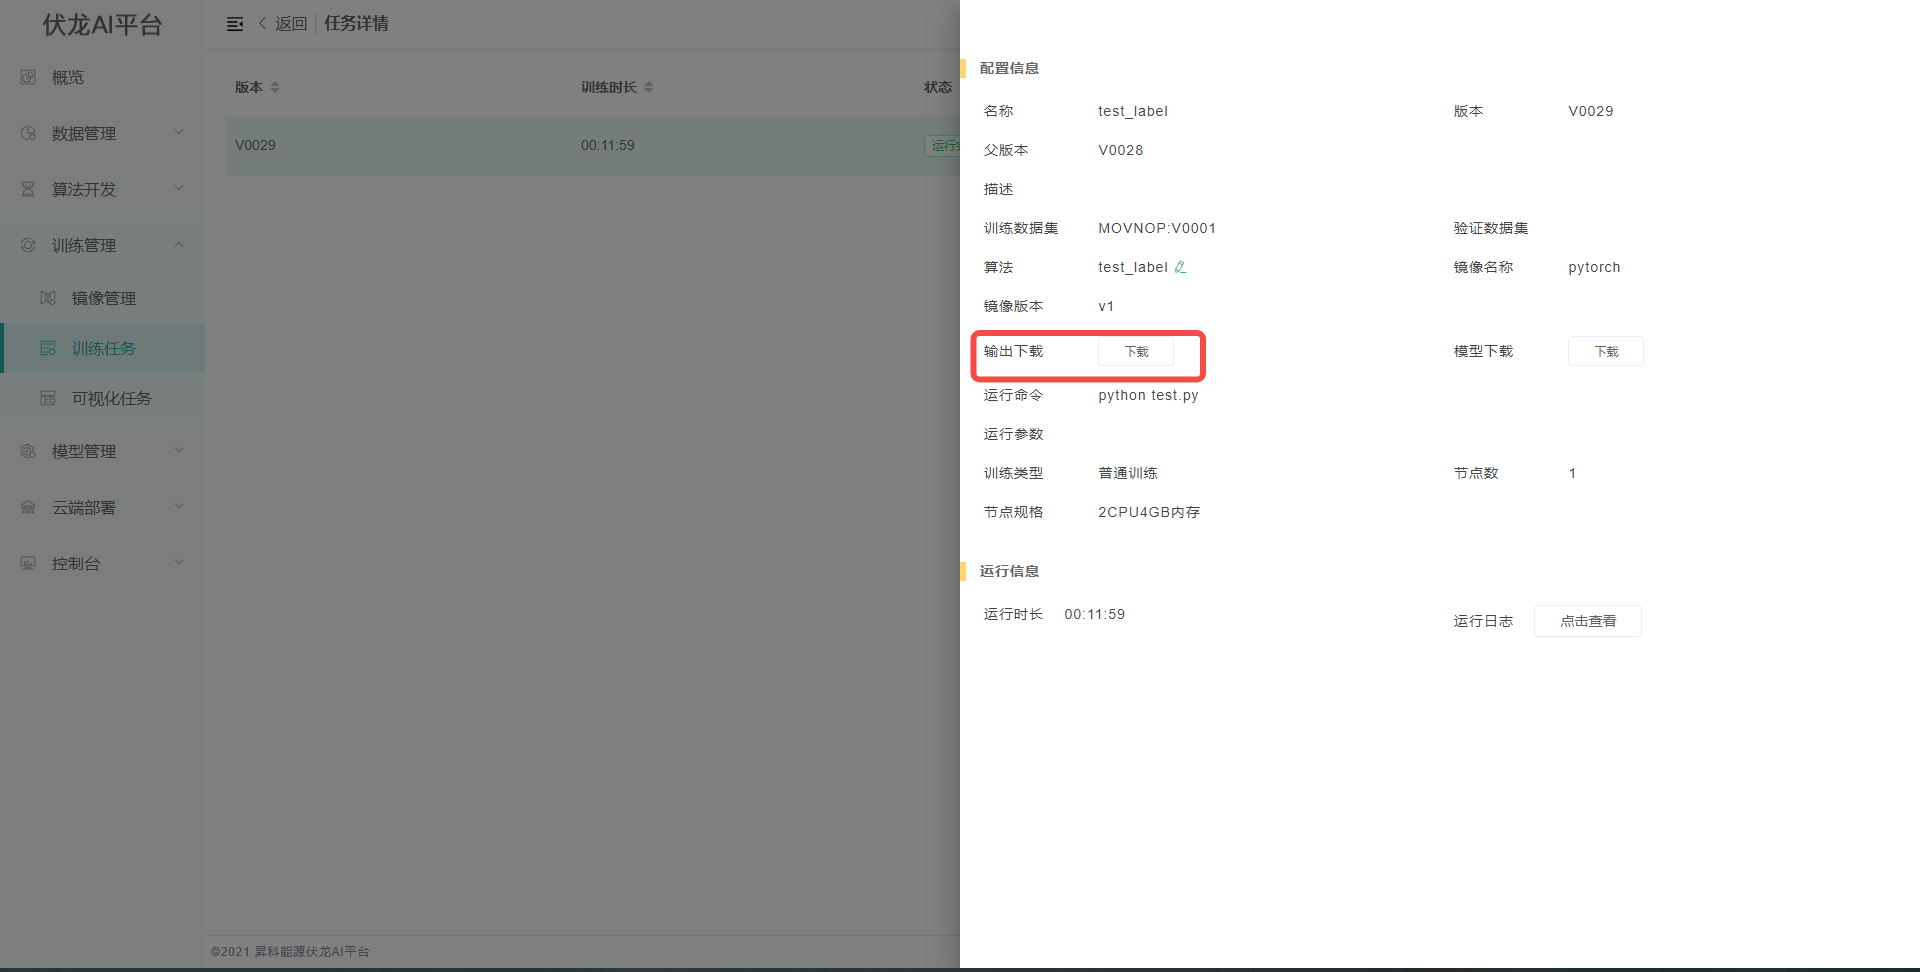 伏龙AI平台
概览
数据管理
算法开发
训练管理
镜像管理
训练任务
可视化任务
模型管理
云端部署
控制台
返回 任务详情
版本 训练时长 状态
V0029 00:11:59 运行
©2021 昇科能源伏龙AI平台
配置信息
名称 test_label 版本 V0029
父版本 V0028
描述
训练数据集 MOVNOP:V0001 验证数据集
算法 test_label 镜像名称 pytorch
镜像版本 v1
输出下载 下载 模型下载 下载
运行命令 python test.py
运行参数
训练类型 普通训练 节点数 1
节点规格 2CPU4GB内存
运行信息
运行时长 00:11:59 运行日志 点击查看